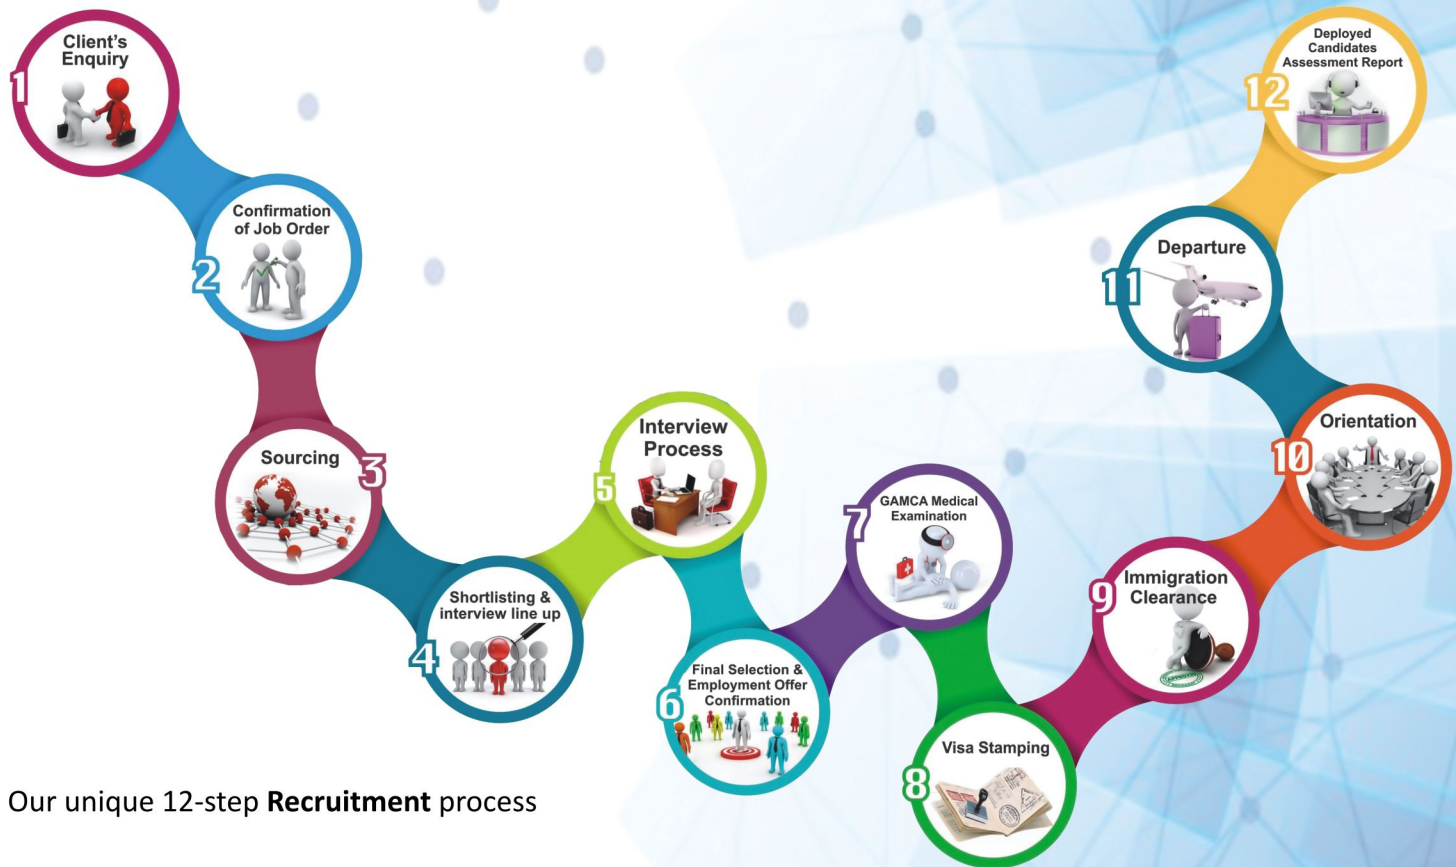 1
Client's
Enquiry
2
Confirmation
of Job Order
3
Sourcing
4
Shortlisting &
interview line up
5
Interview
Process
6
Final Selection &
Employment Offer
Confirmation
7
GAMCA Medical
Examination
8
Visa Stamping
9
Immigration
Clearance
10
Orientation
11
Departure
12
Deployed
Candidates
Assessment Report
Our unique 12-step Recruitment process